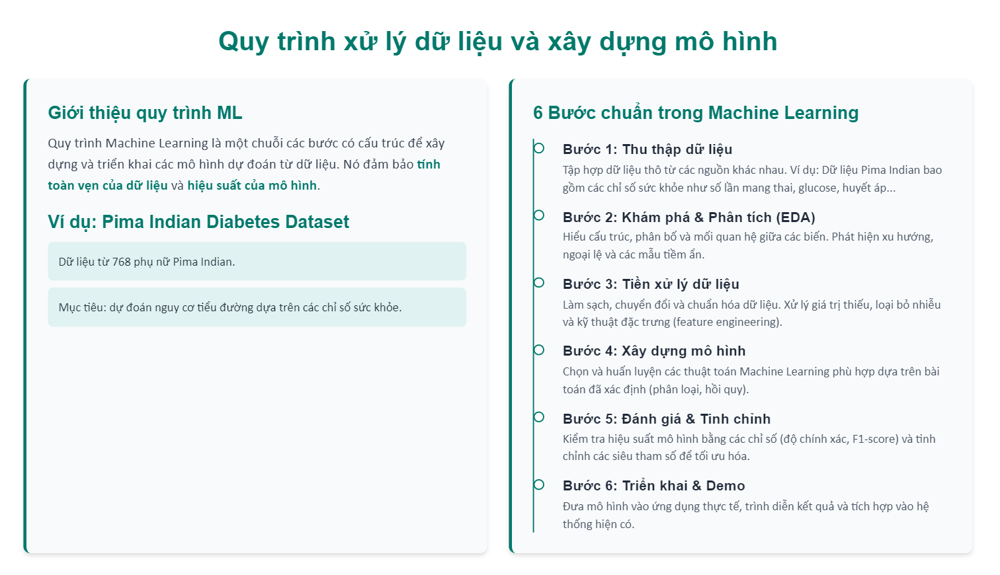 Quy trình xử lý dữ liệu và xây dựng mô hình
Giới thiệu quy trình ML
Quy trình Machine Learning là một chuỗi các bước có cấu trúc để xây
dựng và triển khai các mô hình dự đoán từ dữ liệu. Nó đảm bảo tính
toàn vẹn của dữ liệu và hiệu suất của mô hình.
Ví dụ: Pima Indian Diabetes Dataset
Dữ liệu từ 768 phụ nữ Pima Indian.
Mục tiêu: dự đoán nguy cơ tiểu đường dựa trên các chỉ số sức khỏe.
6 Bước chuẩn trong Machine Learning
Bước 1: Thu thập dữ liệu
Tập hợp dữ liệu thô từ các nguồn khác nhau. Ví dụ: Dữ liệu Pima Indian bao
gồm các chỉ số sức khỏe như số lần mang thai, glucose, huyết áp...
Bước 2: Khám phá & Phân tích (EDA)
Hiểu cấu trúc, phân bố và mối quan hệ giữa các biến. Phát hiện xu hướng,
ngoại lệ và các mẫu tiềm ẩn.
Bước 3: Tiền xử lý dữ liệu
Làm sạch, chuyển đổi và chuẩn hóa dữ liệu. Xử lý giá trị thiếu, loại bỏ nhiễu
và kỹ thuật đặc trưng (feature engineering).
Bước 4: Xây dựng mô hình
Chọn và huấn luyện các thuật toán Machine Learning phù hợp dựa trên bài
toán đã xác định (phân loại, hồi quy).
Bước 5: Đánh giá & Tinh chỉnh
Kiểm tra hiệu suất mô hình bằng các chỉ số (độ chính xác, F1-score) và tinh
chỉnh các siêu tham số để tối ưu hóa.
Bước 6: Triển khai & Demo
Đưa mô hình vào ứng dụng thực tế, trình diễn kết quả và tích hợp vào hệ
thống hiện có.